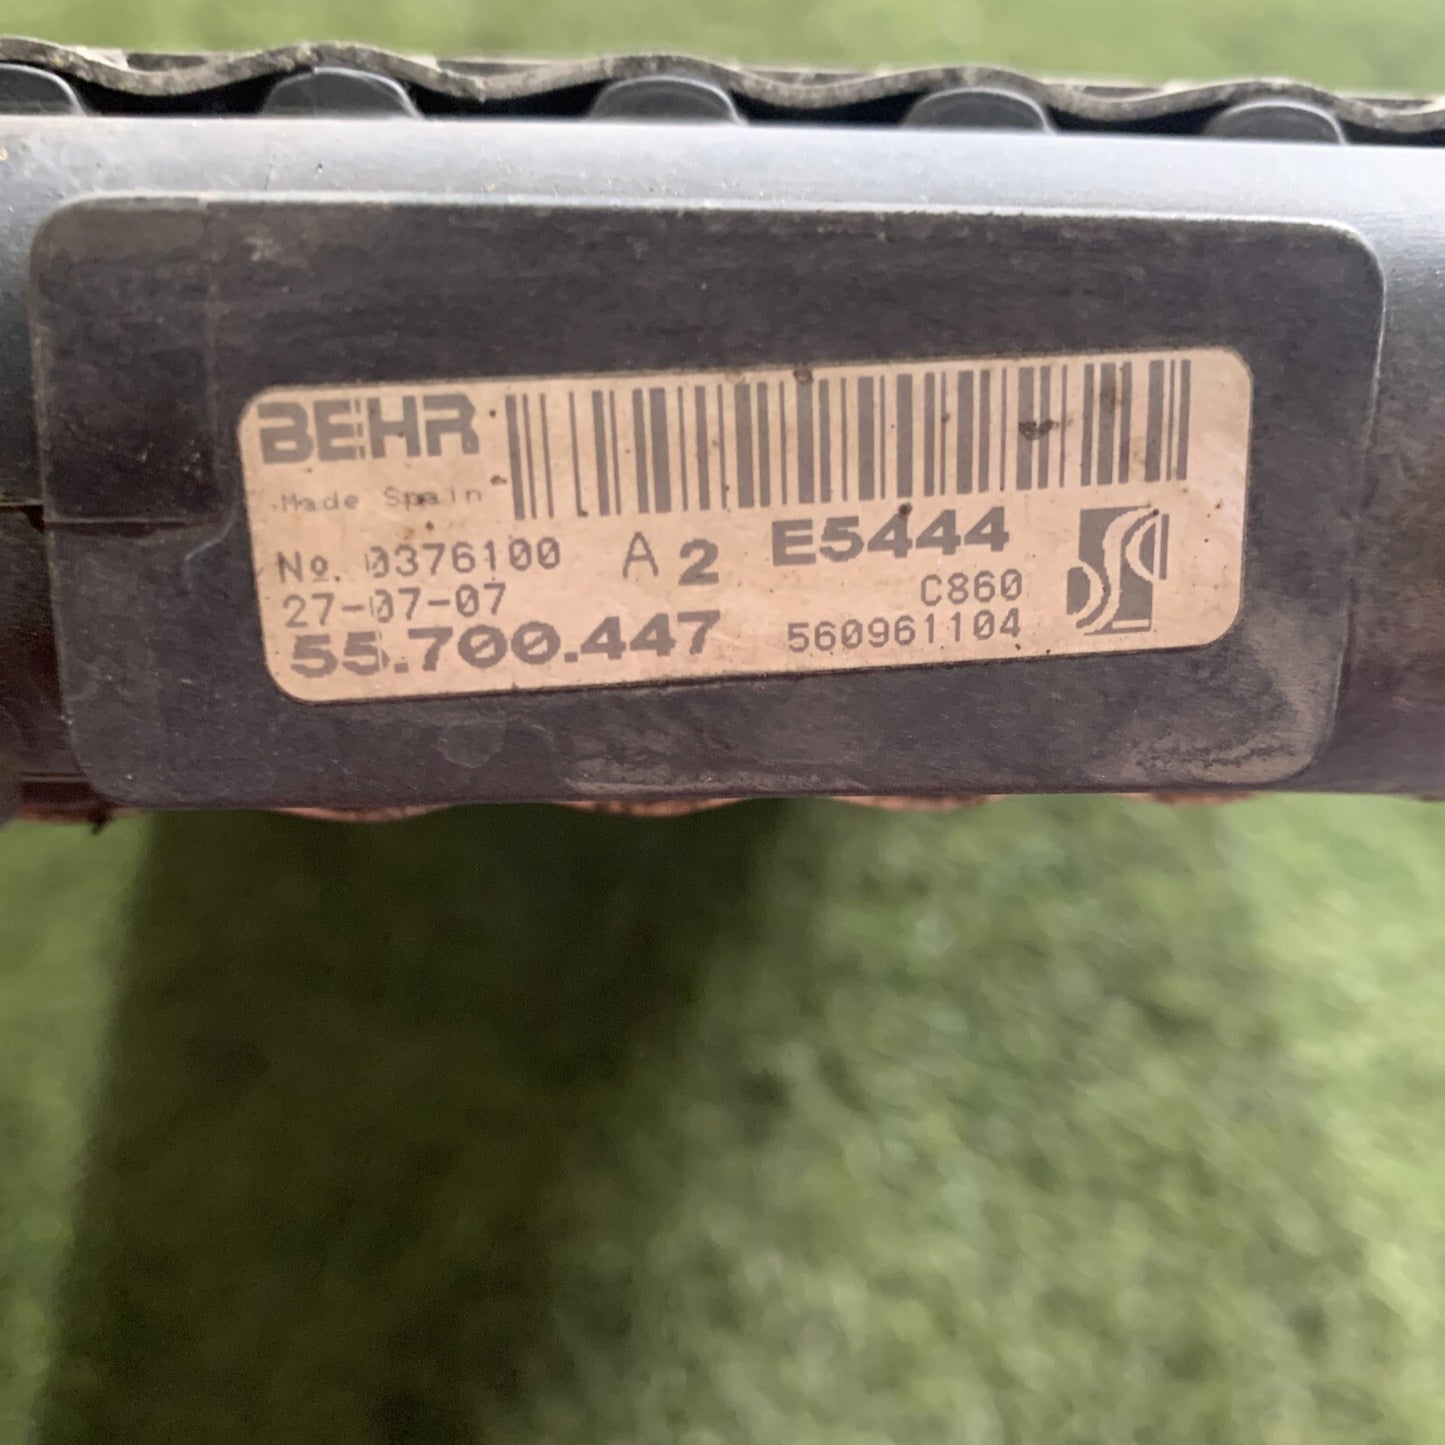 BEHR
Made Spain
No. 0376100 A 2 E5444
27-07-07 C860
55.700.447 560961104